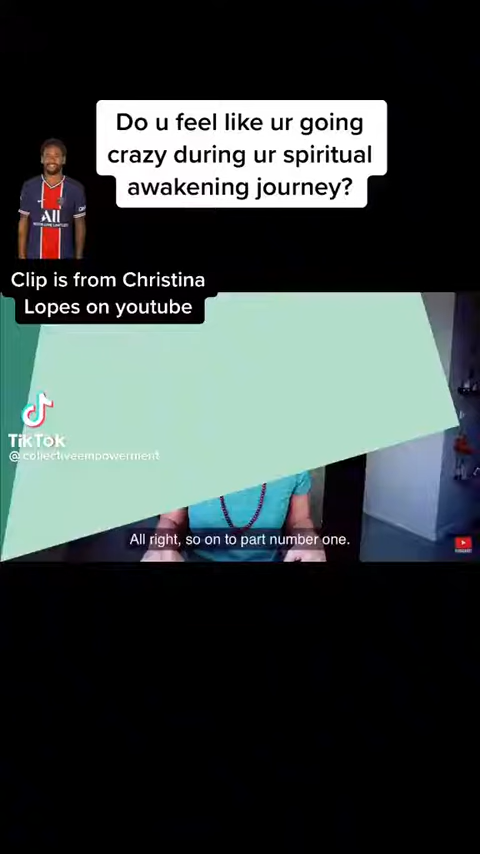 Do u feel like ur going
crazy during ur spiritual
awakening journey?
ALL
Clip is from Christina
Lopes on youtube
TikTok
@collectiveempowerment
All right, so on to part number one.